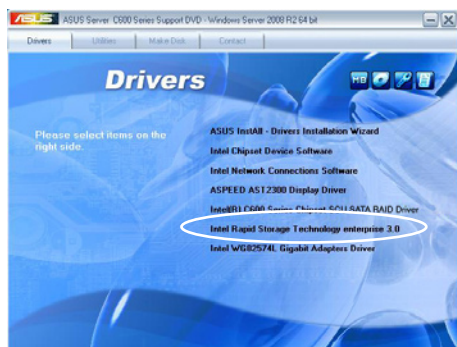 ASUS ASUS Server C600 Series Support DVD - Windows Server 2008 R2 64 bit
Drivers Utilities Make Disk Contact
Drivers
Please select items on the
right side.
ASUS InstAll - Drivers Installation Wizard
Intel Chipset Device Software
Intel Network Connections Software
ASPEED AST2300 Display Driver
Intel(R) C600 Series Chipset SCU SATA RAID Driver
Intel Rapid Storage Technology enterprise 3.0
Intel WG82574L Gigabit Adapters Driver